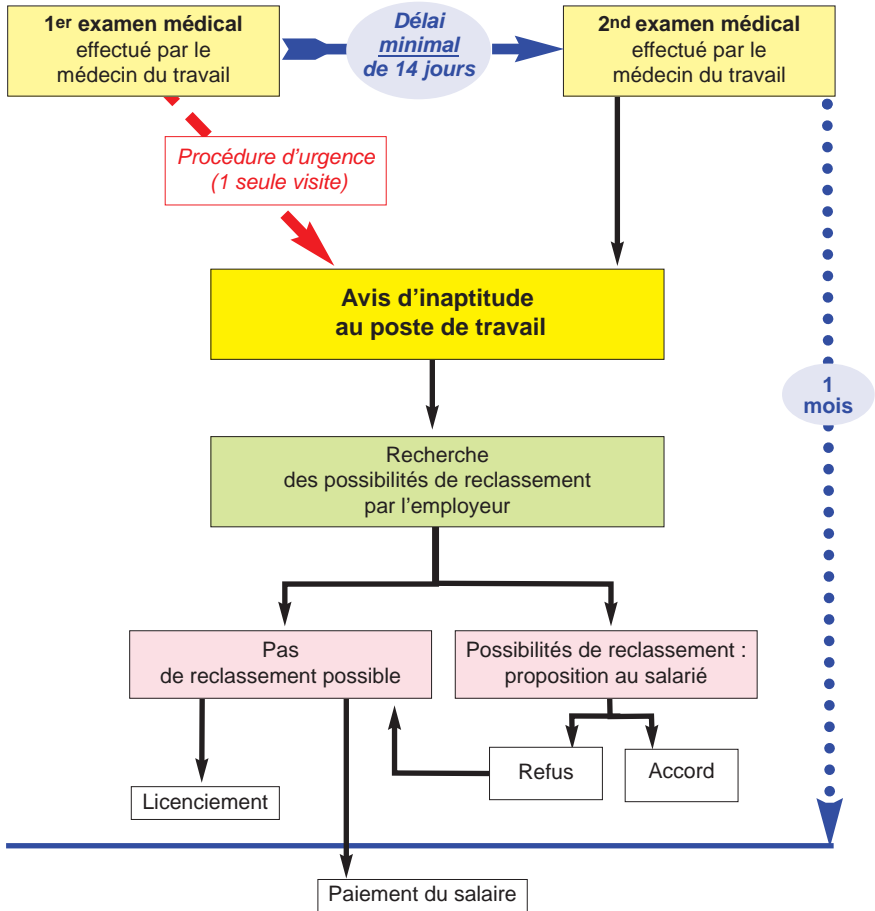 1er examen médical
effectué par le
médecin du travail
Délai
minimal
de 14 jours
2nd examen médical
effectué par le
médecin du travail
Procédure d'urgence
(1 seule visite)
Avis d'inaptitude
au poste de travail
1
mois
Recherche
des possibilités de reclassement
par l'employeur
Pas
de reclassement possible
Possibilités de reclassement :
proposition au salarié
Refus
Accord
Licenciement
Paiement du salaire